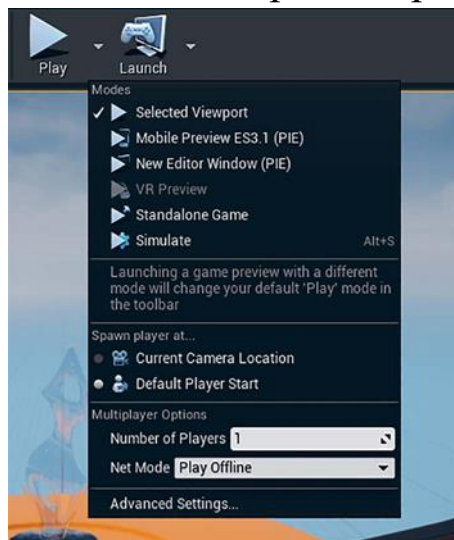 Play
Launch
Modes
Selected Viewport
Mobile Preview ES3.1 (PIE)
New Editor Window (PIE)
VR Preview
Standalone Game
Simulate Alt+S
Launching a game preview with a different
mode will change your default 'Play' mode in
the toolbar
Spawn player at...
Current Camera Location
Default Player Start
Multiplayer Options
Number of Players 1
Net Mode Play Offline
Advanced Settings...